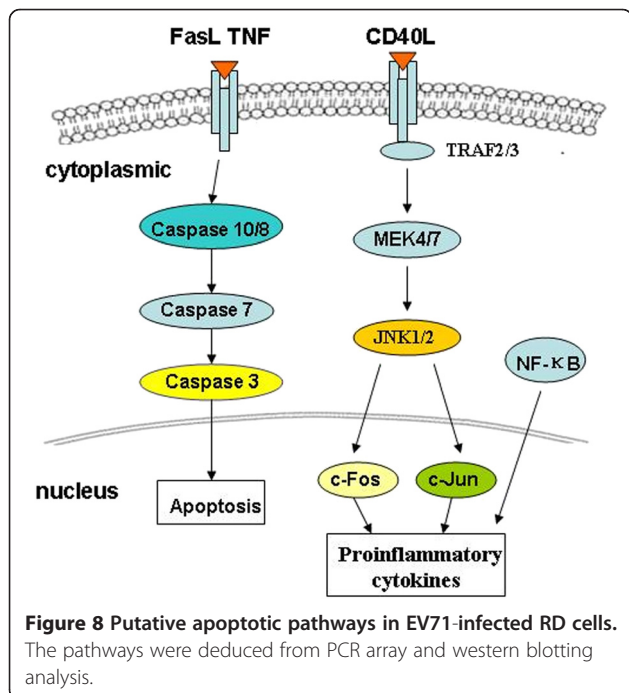 FasL TNF
CD40L
TRAF2/3
cytoplasmic
Caspase 10/8
MEK4/7
Caspase 7
JNK1/2
NF-κB
Caspase 3
nucleus
c-Fos
c-Jun
Apoptosis
Proinflammatory
cytokines
Figure 8 Putative apoptotic pathways in EV71-infected RD cells.
The pathways were deduced from PCR array and western blotting
analysis.